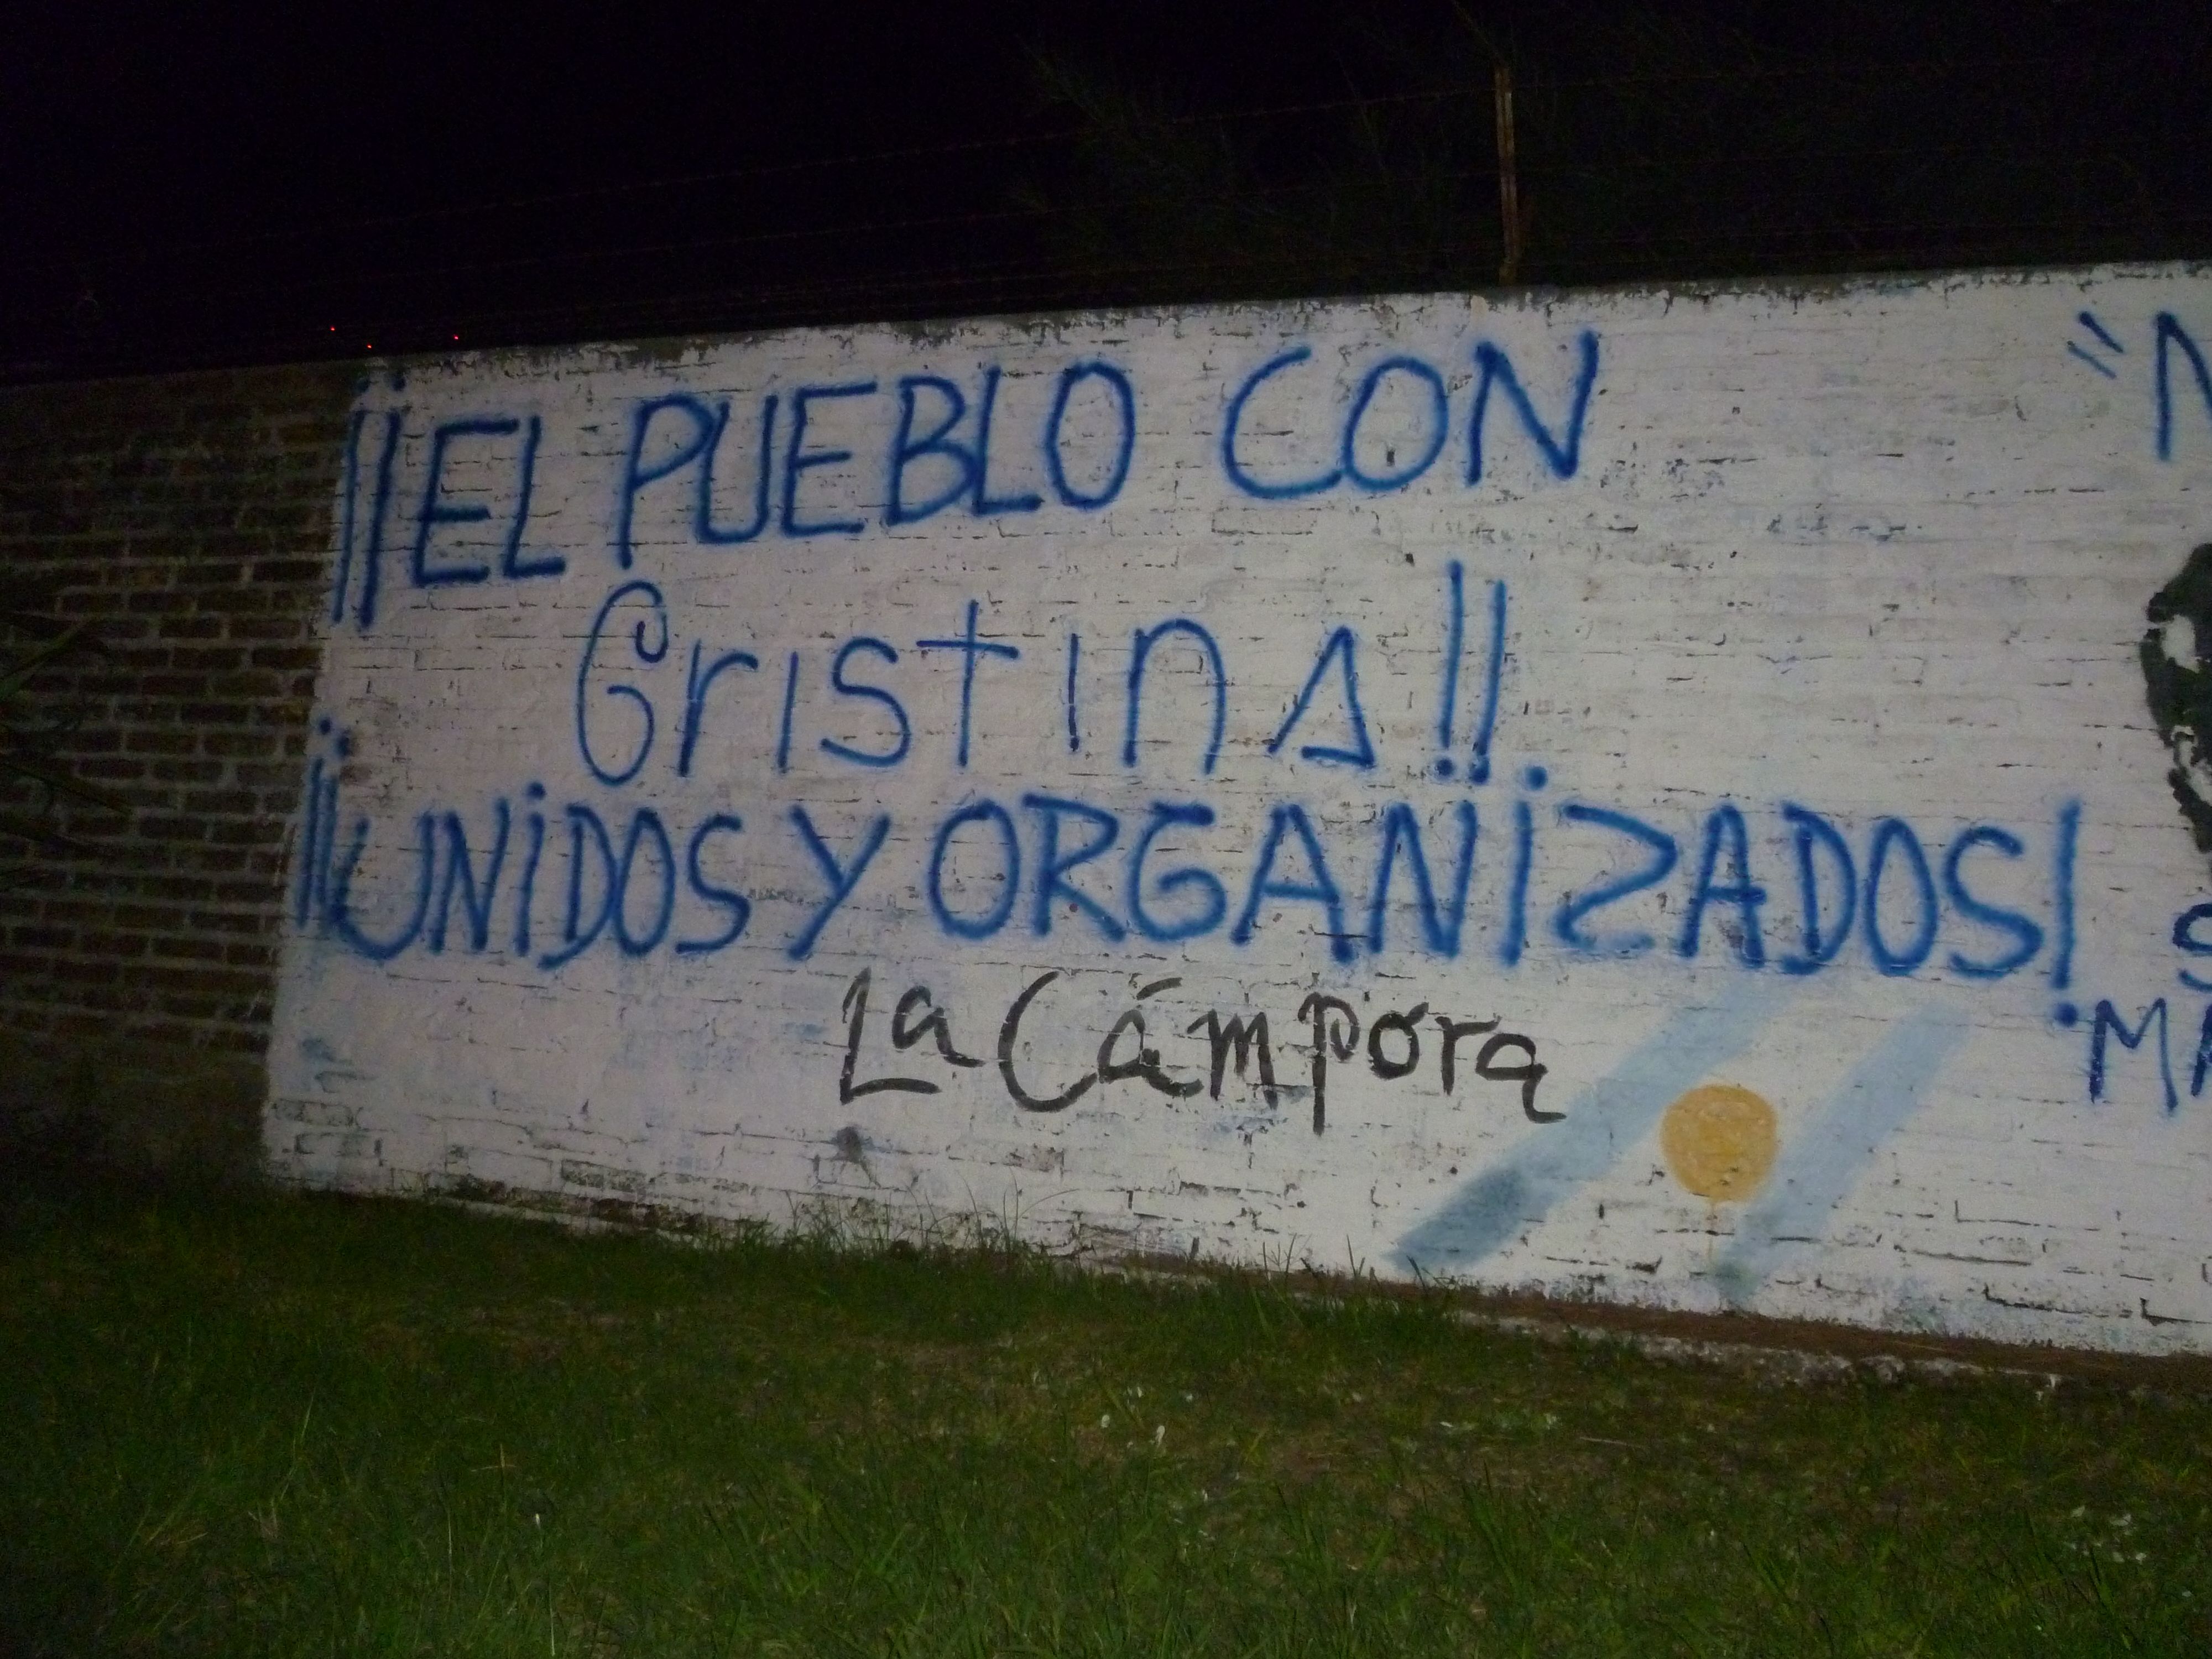 ¡¡EL PUEBLO CON
CristinA!!
¡¡UNiDOS Y ORGANiZADOS!
La Cámpora